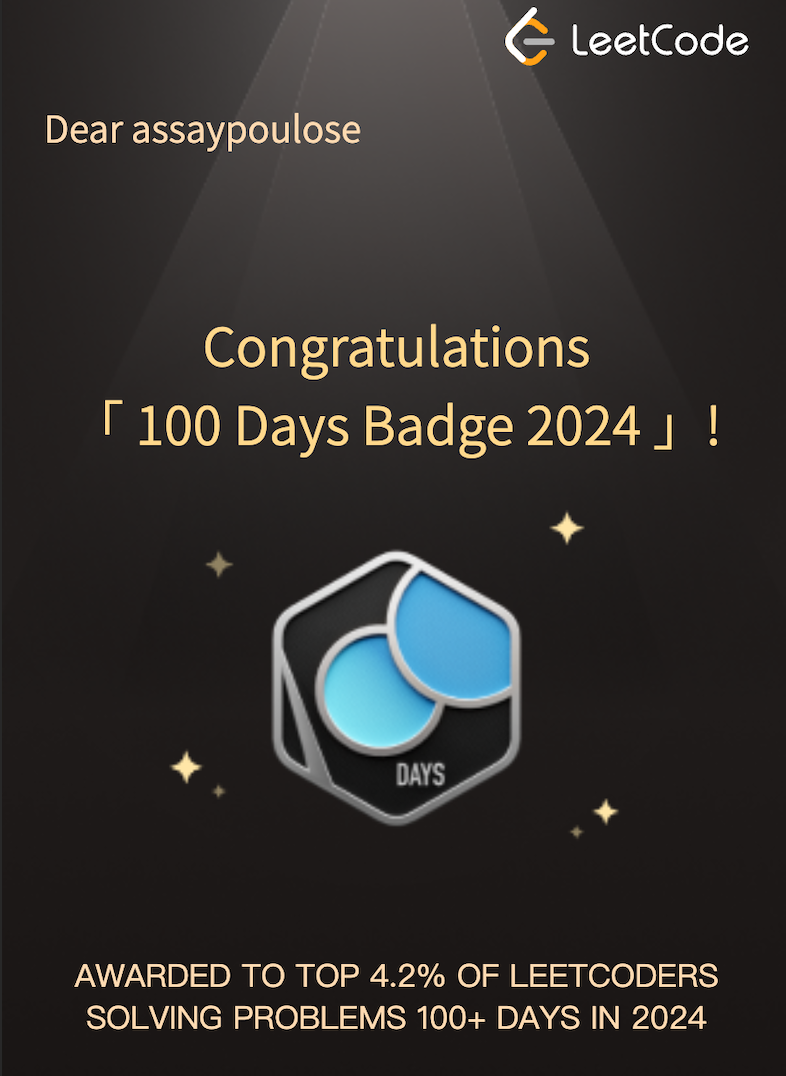 LeetCode
Dear assaypoulose
Congratulations
「 100 Days Badge 2024 」!
DAYS
AWARDED TO TOP 4.2% OF LEETCODERS
SOLVING PROBLEMS 100+ DAYS IN 2024